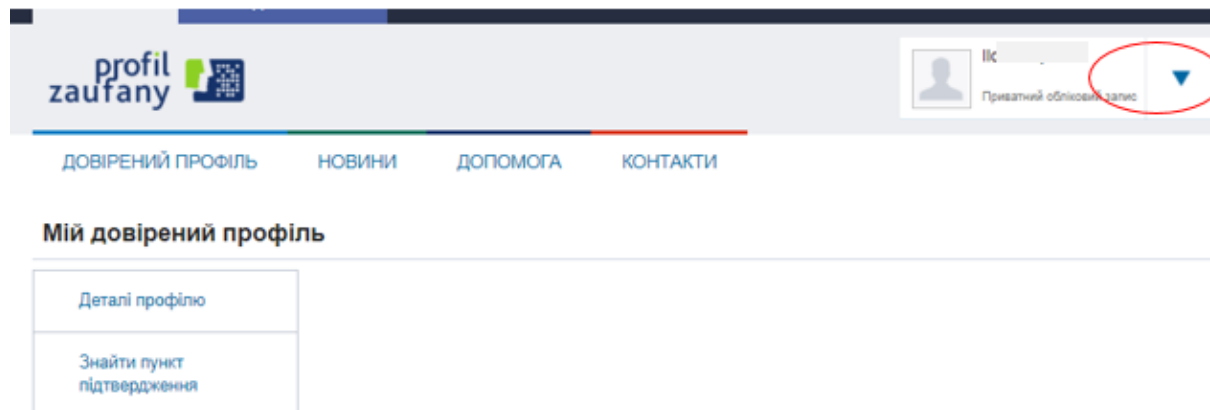 profil
zaufany
Приватний обліковий запис
ДОВІРЕНИЙ ПРОФІЛЬ НОВИНИ ДОПОМОГА КОНТАКТИ
Мій довірений профіль
Деталі профілю
Знайти пункт
підтвердження